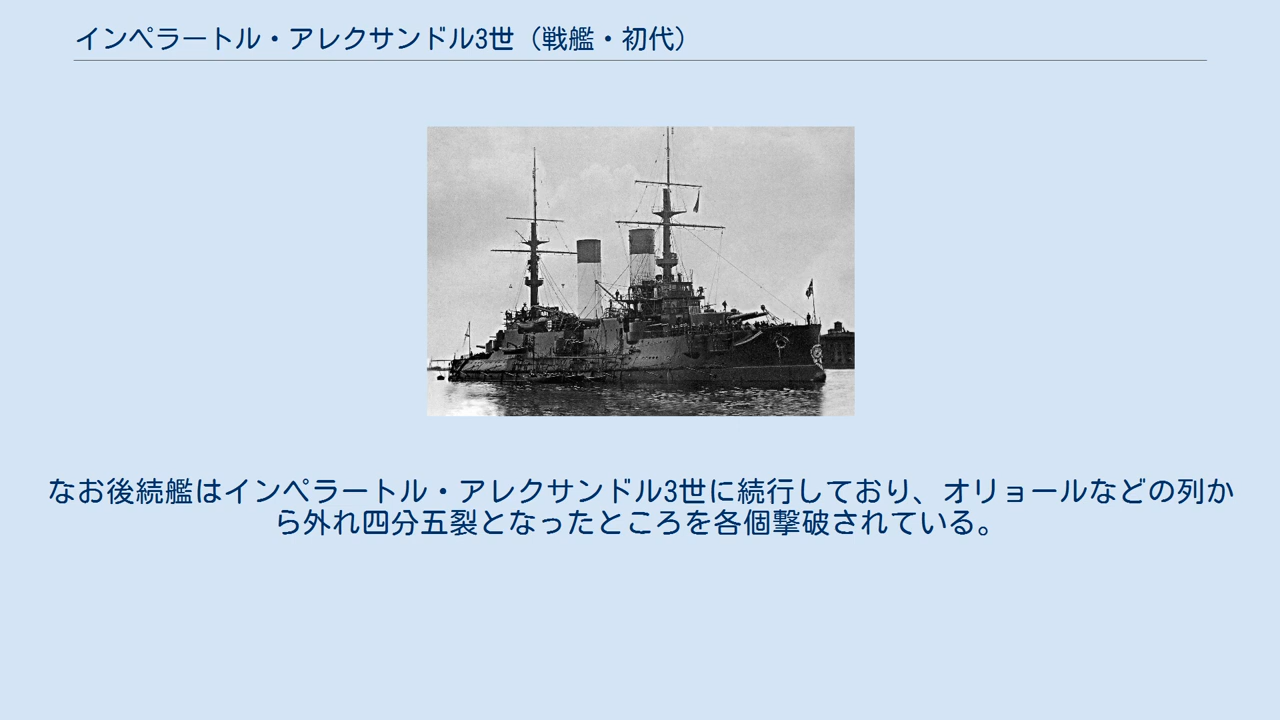 インペラートル・アレクサンドル3世（戦艦・初代）
なお後続艦はインペラートル・アレクサンドル3世に続行しており、オリョールなどの列か
ら外れ四分五裂となったところを各個撃破されている。